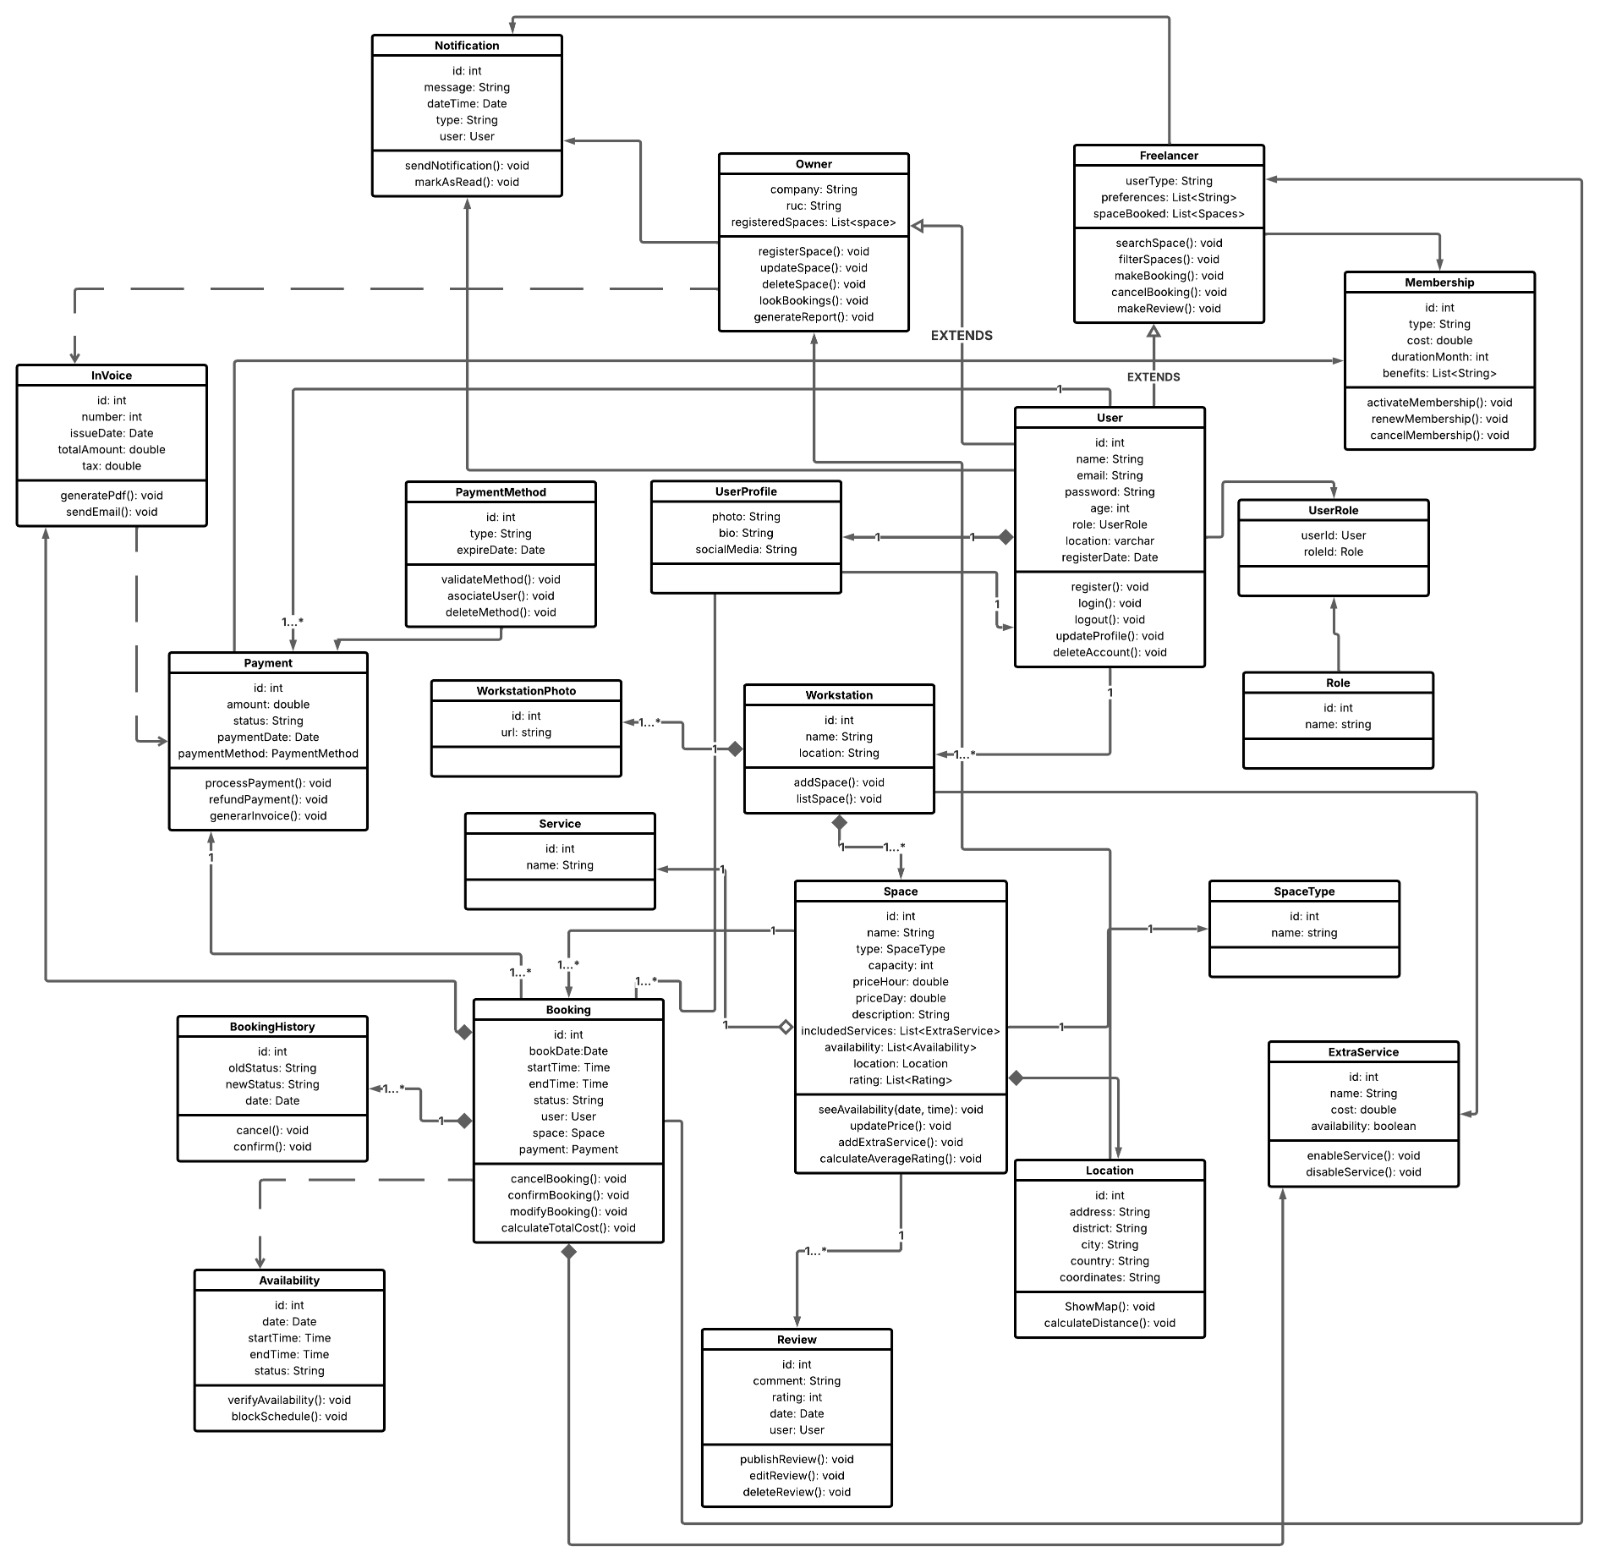 Notification
id: int
message: String
dateTime: Date
type: String
user: User
sendNotification(): void
markAsRead(): void
Owner
company: String
ruc: String
registeredSpaces: List<space>
registerSpace(): void
updateSpace(): void
deleteSpace(): void
lookBookings(): void
generateReport(): void
Freelancer
userType: String
preferences: List<String>
spaceBooked: List<Spaces>
searchSpace(): void
filterSpaces(): void
makeBooking(): void
cancelBooking(): void
makeReview(): void
Membership
id: int
type: String
cost: double
durationMonth: int
benefits: List<String>
activateMembership(): void
renewMembership(): void
cancelMembership(): void
EXTENDS
EXTENDS
InVoice
id: int
number: int
issueDate: Date
totalAmount: double
tax: double
generatePdf(): void
sendEmail(): void
1
1...*
User
id: int
name: String
email: String
password: String
age: int
role: UserRole
location: varchar
registerDate: Date
register(): void
login(): void
logout(): void
updateProfile(): void
deleteAccount(): void
PaymentMethod
id: int
type: String
expireDate: Date
validateMethod(): void
asociateUser(): void
deleteMethod(): void
UserProfile
photo: String
bio: String
socialMedia: String
1
1
1
UserRole
userId: User
roleId: Role
Role
id: int
name: string
Payment
id: int
amount: double
status: String
paymentDate: Date
paymentMethod: PaymentMethod
processPayment(): void
refundPayment(): void
generarInvoice(): void
WorkstationPhoto
id: int
url: string
1...*
1
Workstation
id: int
name: String
location: String
addSpace(): void
listSpace(): void
1
1...*
1
1...*
Service
id: int
name: String
1
1
Space
id: int
name: String
type: SpaceType
capacity: int
priceHour: double
priceDay: double
description: String
includedServices: List<ExtraService>
availability: List<Availability>
location: Location
rating: List<Rating>
seeAvailability(date, time): void
updatePrice(): void
addExtraService(): void
calculateAverageRating(): void
SpaceType
id: int
name: string
1
1
1
1...*
1
1...*
1...*
Booking
id: int
bookDate:Date
startTime: Time
endTime: Time
status: String
user: User
space: Space
payment: Payment
cancelBooking(): void
confirmBooking(): void
modifyBooking(): void
calculateTotalCost(): void
BookingHistory
id: int
oldStatus: String
newStatus: String
date: Date
cancel(): void
confirm(): void
1...*
1
ExtraService
id: int
name: String
cost: double
availability: boolean
enableService(): void
disableService(): void
Location
id: int
address: String
district: String
city: String
country: String
coordinates: String
ShowMap(): void
calculateDistance(): void
Availability
id: int
date: Date
startTime: Time
endTime: Time
status: String
verifyAvailability(): void
blockSchedule(): void
1
1...*
Review
id: int
comment: String
rating: int
date: Date
user: User
publishReview(): void
editReview(): void
deleteReview(): void